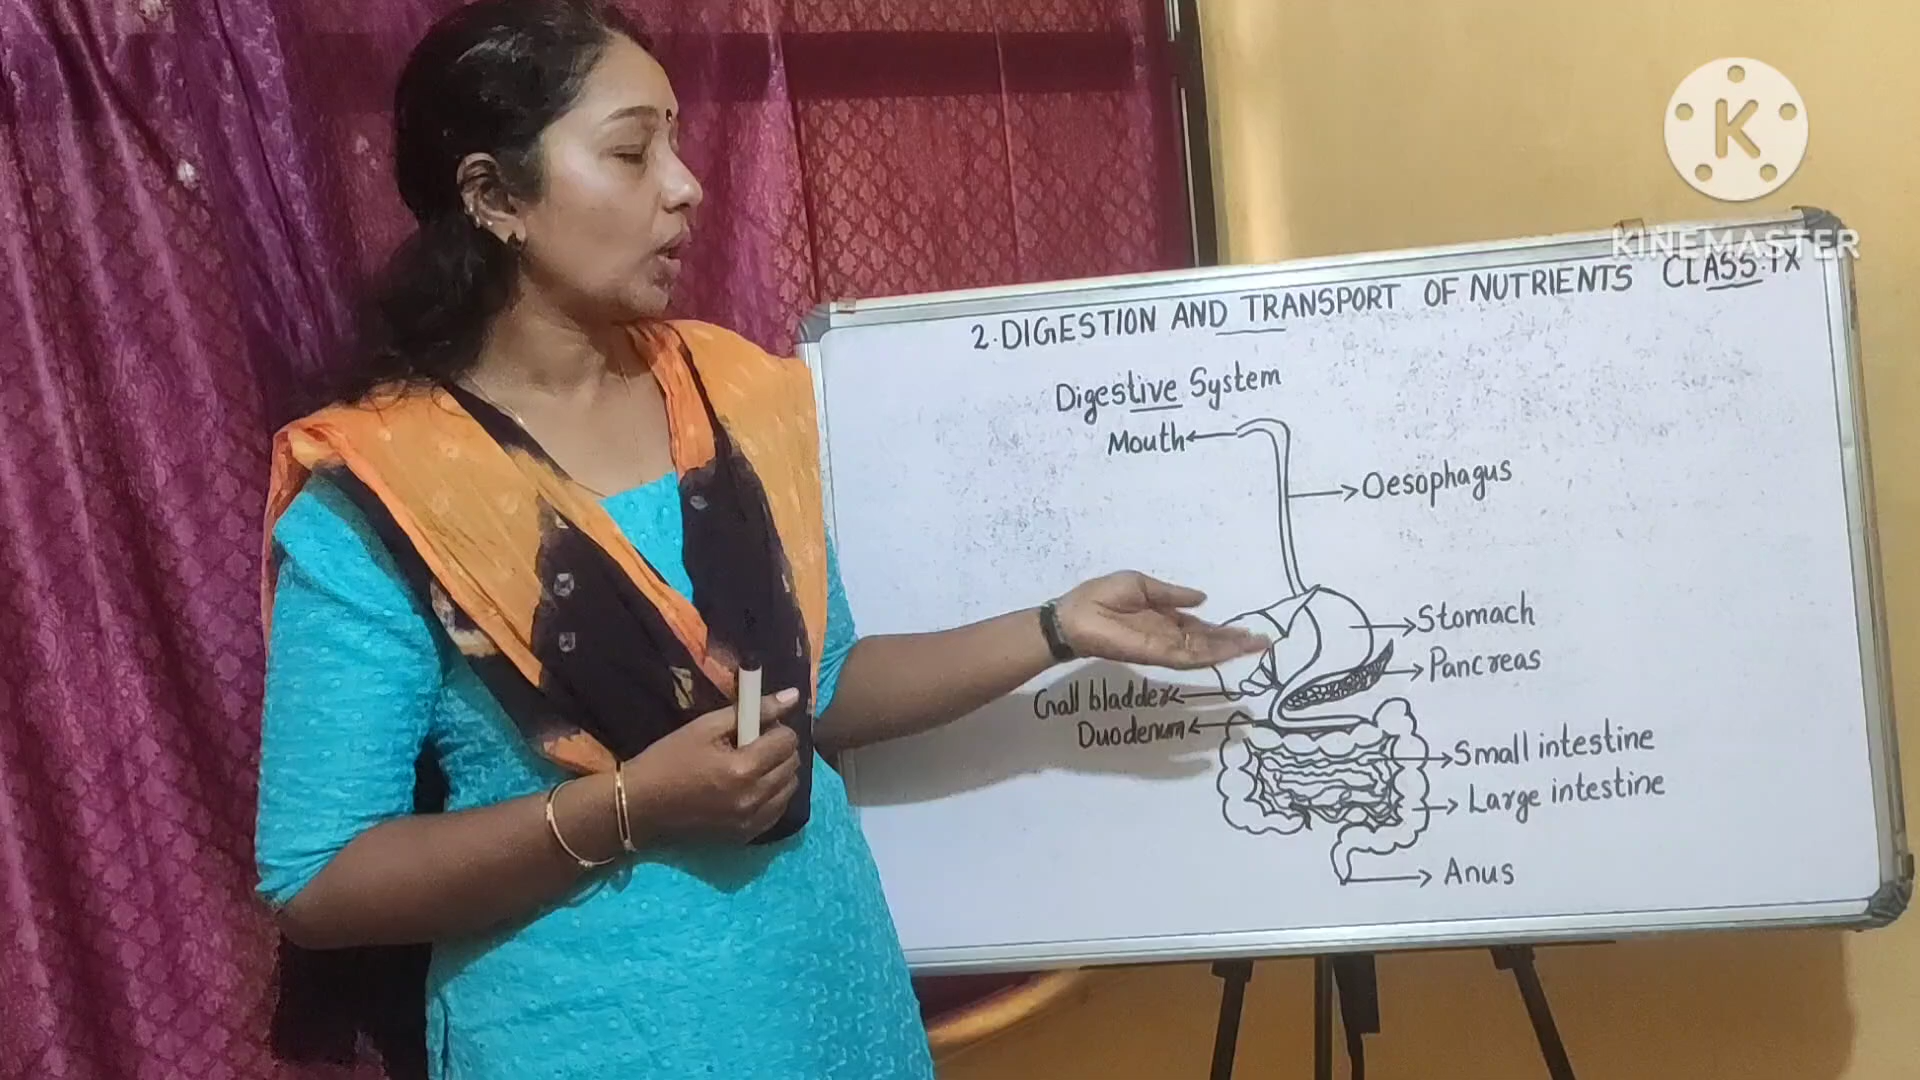 K
KINEMASTER
2. DIGESTION AND TRANSPORT OF NUTRIENTS CLASS: IX
Digestive System
Mouth
Oesophagus
Stomach
Pancreas
Gall bladder
Duodenum
Small intestine
Large intestine
Anus